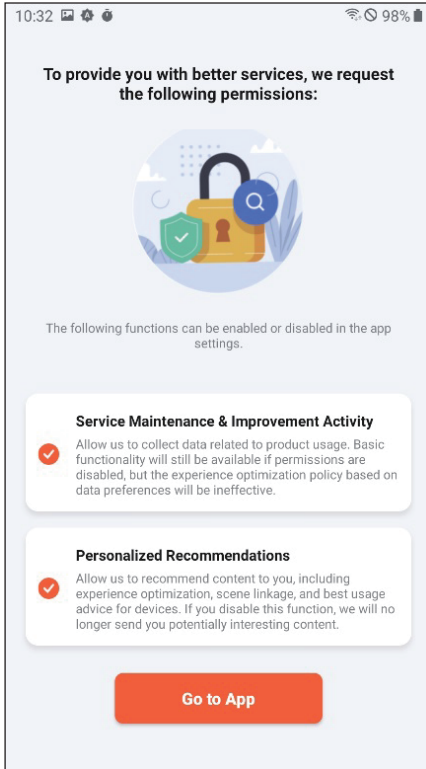 10:32 98%
To provide you with better services, we request
the following permissions:
The following functions can be enabled or disabled in the app
settings.
Service Maintenance & Improvement Activity
Allow us to collect data related to product usage. Basic
functionality will still be available if permissions are
disabled, but the experience optimization policy based on
data preferences will be ineffective.
Personalized Recommendations
Allow us to recommend content to you, including
experience optimization, scene linkage, and best usage
advice for devices. If you disable this function, we will no
longer send you potentially interesting content.
Go to App